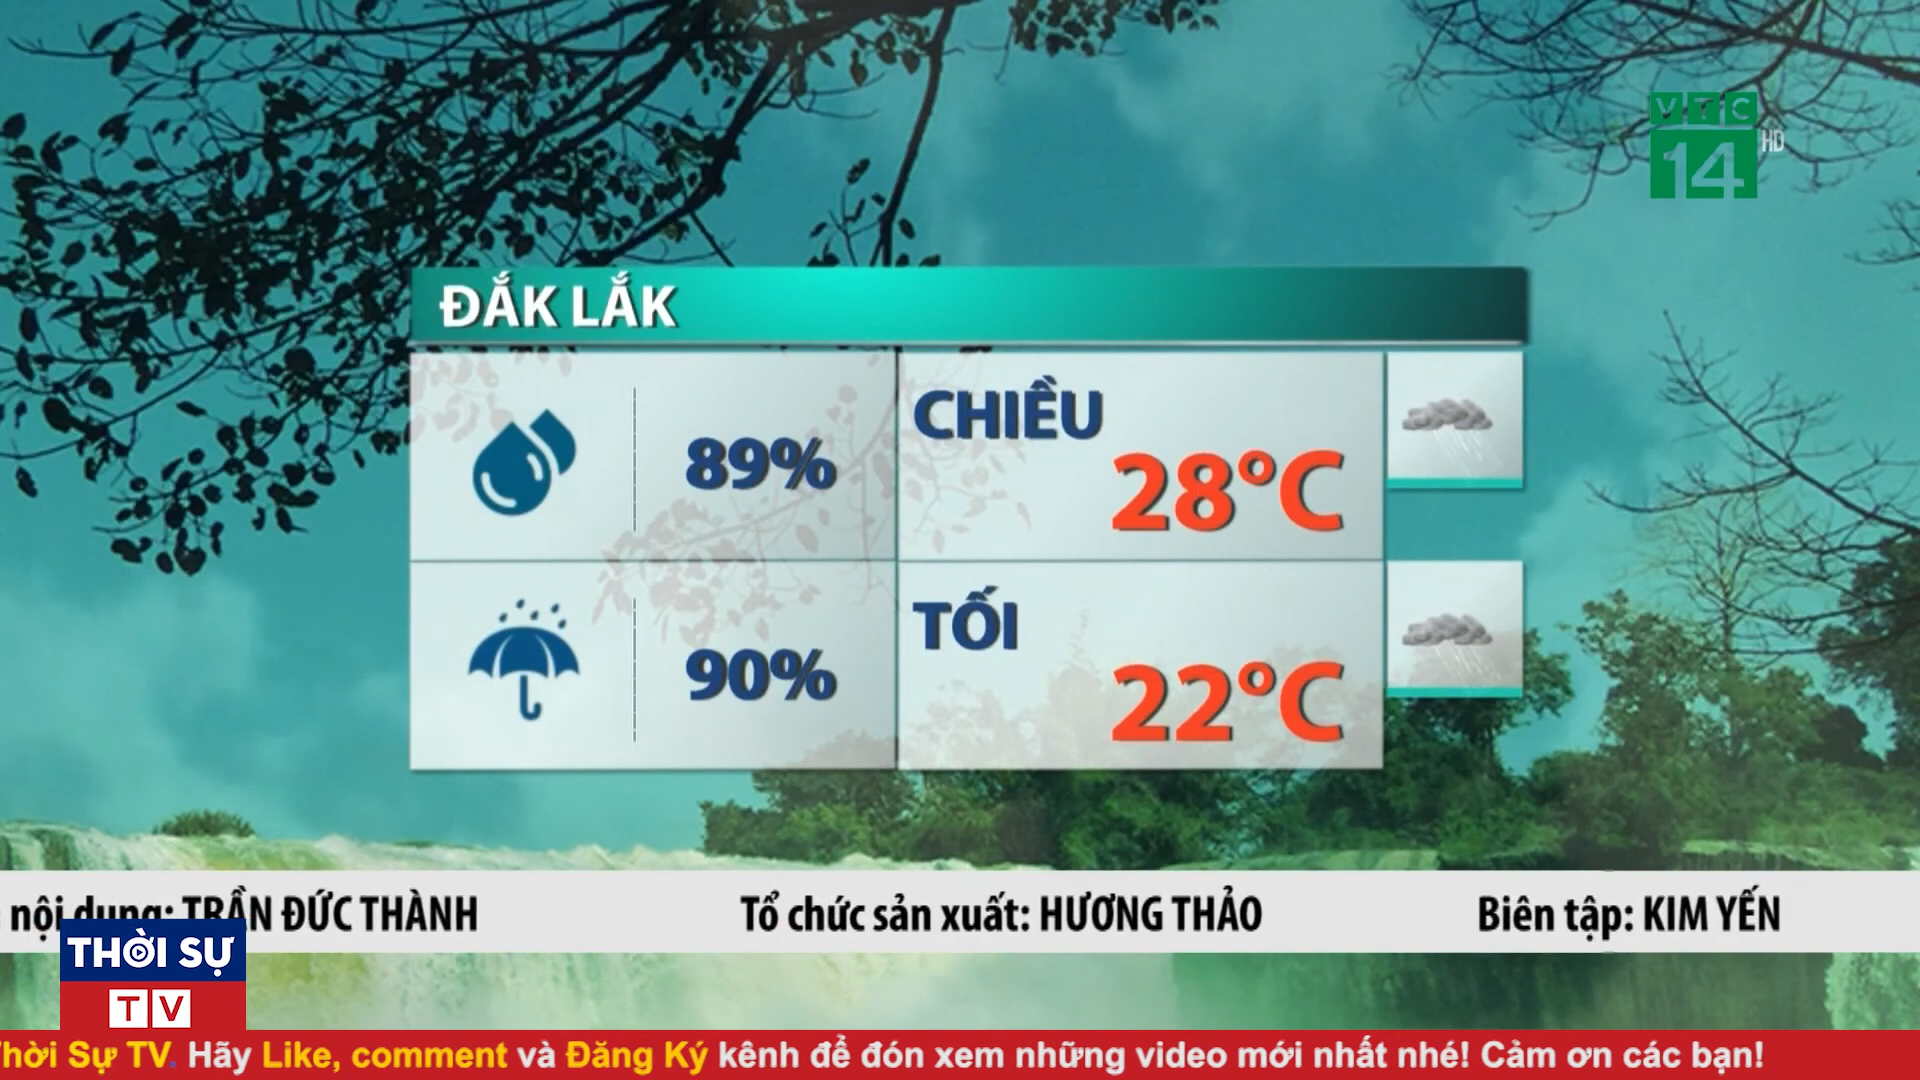 VTC
14 HD
ĐẮK LẮK
89%
CHIỀU
28°C
90%
TỐI
22°C
nội dung: TRẦN ĐỨC THÀNH
Tổ chức sản xuất: HƯƠNG THẢO
Biên tập: KIM YẾN
THỜI SỰ
TV
Thời Sự TV. Hãy Like, comment và Đăng Ký kênh để đón xem những video mới nhất nhé! Cảm ơn các bạn!